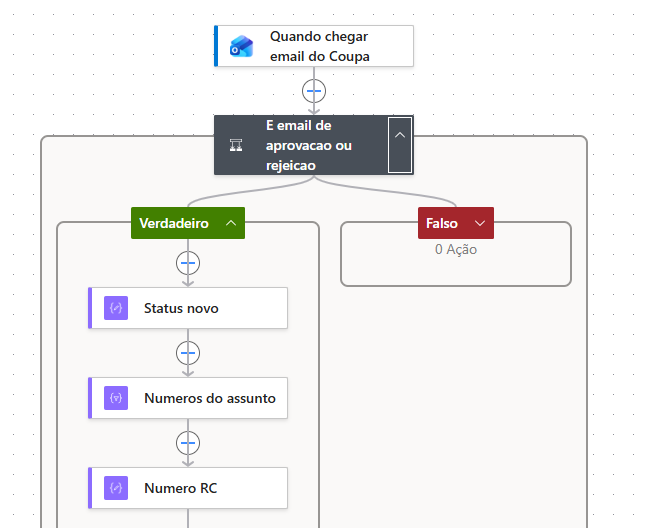 Quando chegar
email do Coupa
E email de
aprovacao ou
rejeicao
Verdadeiro
Falso
0 Ação
Status novo
Numeros do assunto
Numero RC